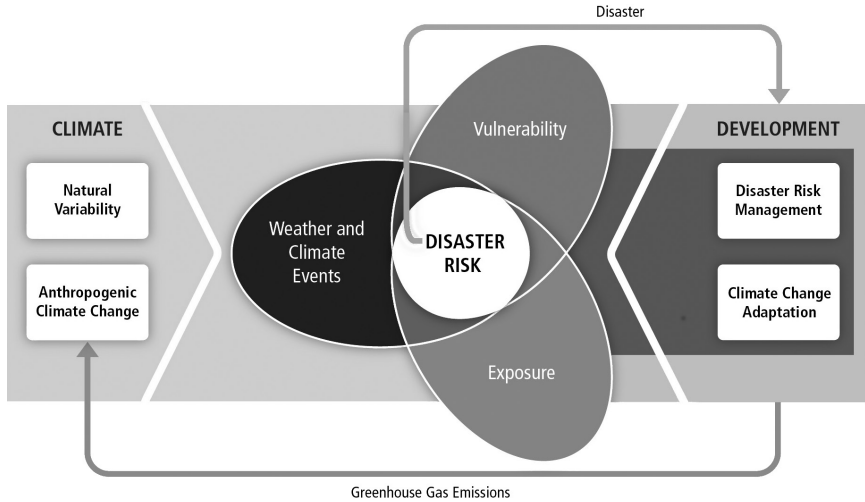 Disaster
CLIMATE
Vulnerability
DEVELOPMENT
Natural
Variability
Disaster Risk
Management
Weather and
Climate
Events
DISASTER
RISK
Anthropogenic
Climate Change
Climate Change
Adaptation
Exposure
Greenhouse Gas Emissions